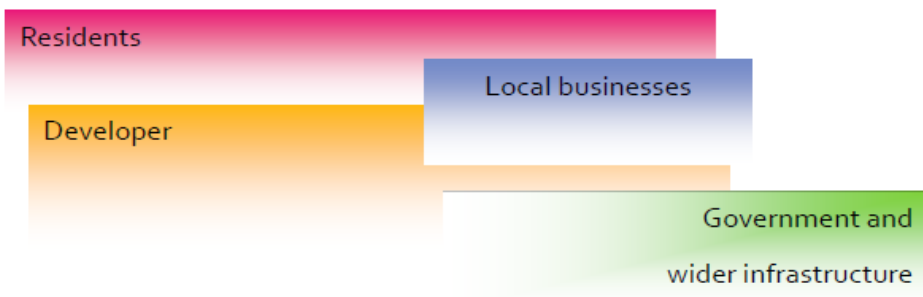 Residents
Local businesses
Developer
Government and
wider infrastructure